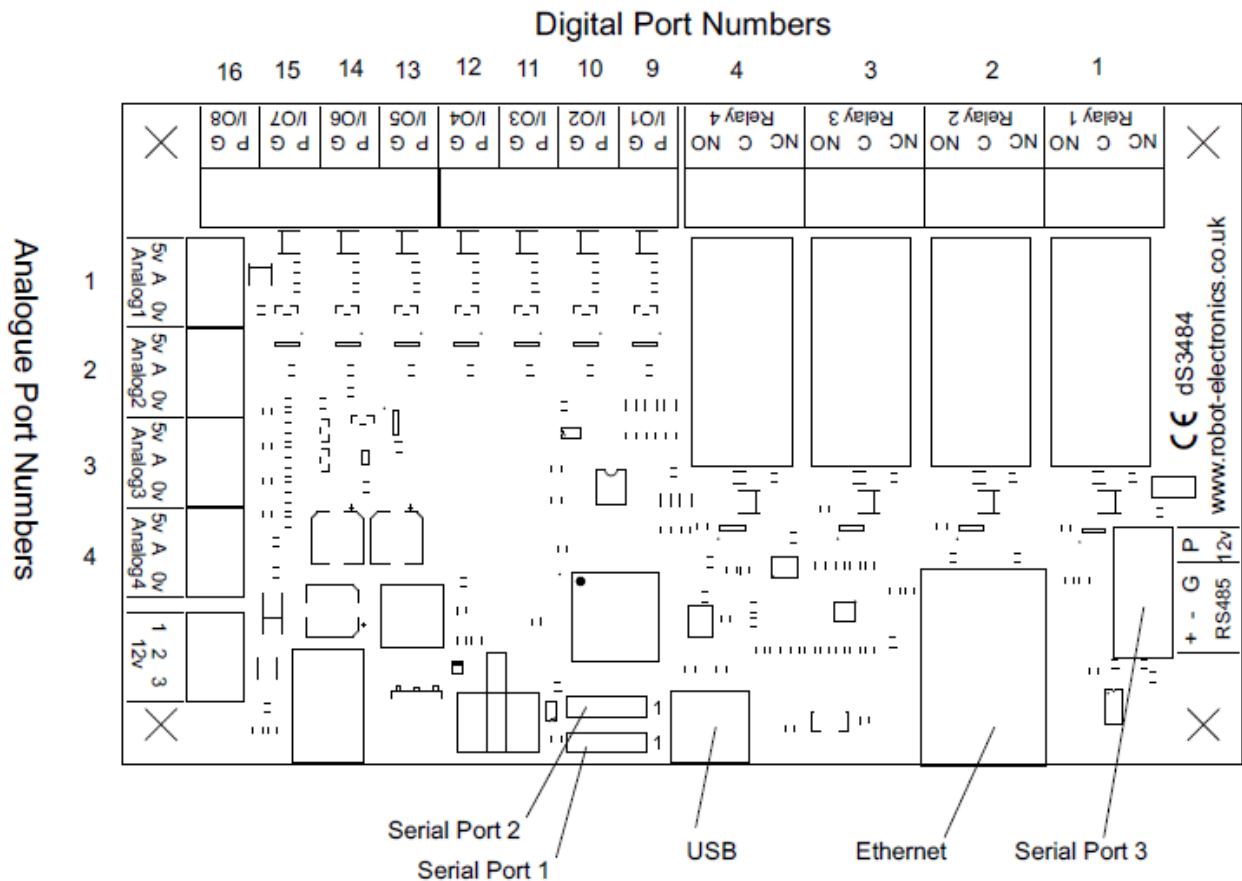 Digital Port Numbers
16 15 14 13 12 11 10 9 4 3 2 1
I/O8 I/O7 I/O6 I/O5 I/O4 I/O3 I/O2 I/O1 Relay 4 Relay 3 Relay 2 Relay 1
G P G P G P G P G P G P G P G P NO C NC NO C NC NO C NC NO C NC
Analogue Port Numbers
1
5v A 0v
Analog1
2
5v A 0v
Analog2
3
5v A 0v
Analog3
4
5v A 0v
Analog4
1 2 3
12v
CE dS3484
www.robot-electronics.co.uk
P
12v
+ - G
RS485
1
1
Serial Port 2
Serial Port 1
USB
Ethernet
Serial Port 3